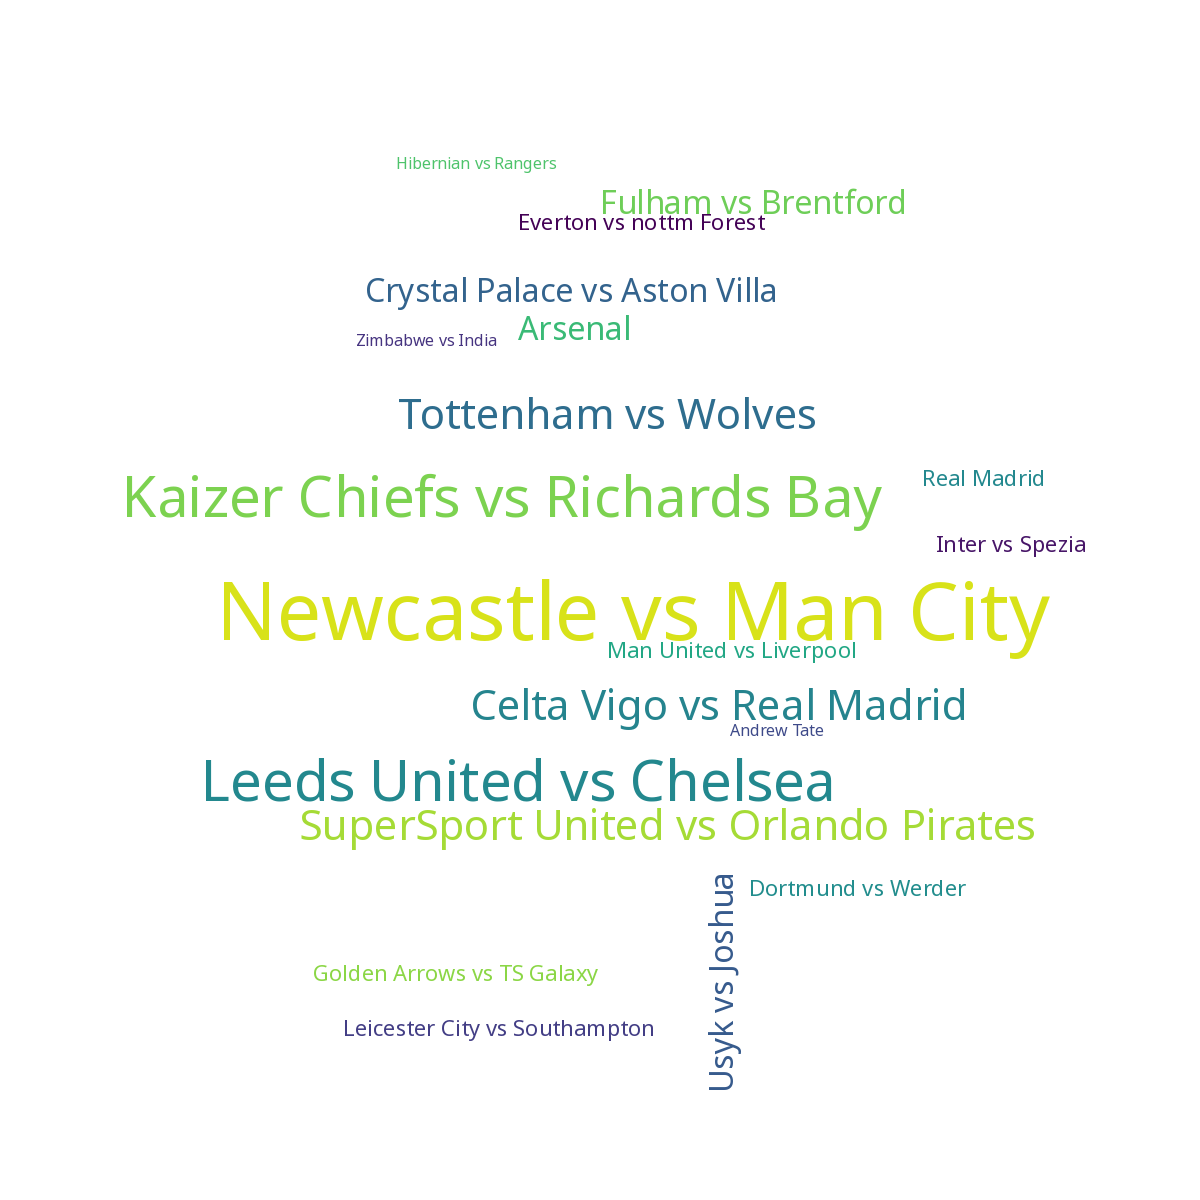 Hibernian vs Rangers
Fulham vs Brentford
Everton vs nottm Forest
Crystal Palace vs Aston Villa
Arsenal
Zimbabwe vs India
Tottenham vs Wolves
Real Madrid
Kaizer Chiefs vs Richards Bay
Inter vs Spezia
Newcastle vs Man City
Man United vs Liverpool
Celta Vigo vs Real Madrid
Andrew Tate
Leeds United vs Chelsea
SuperSport United vs Orlando Pirates
Dortmund vs Werder
Usyk vs Joshua
Golden Arrows vs TS Galaxy
Leicester City vs Southampton